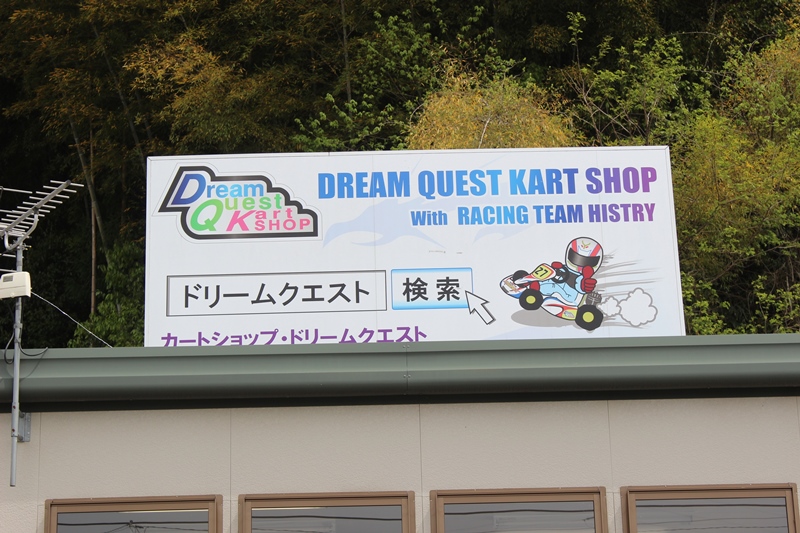 Dream
Quest
Kart
SHOP
DREAM QUEST KART SHOP
With RACING TEAM HISTRY
ドリームクエスト 検索
27
カートショップ・ドリームクエスト